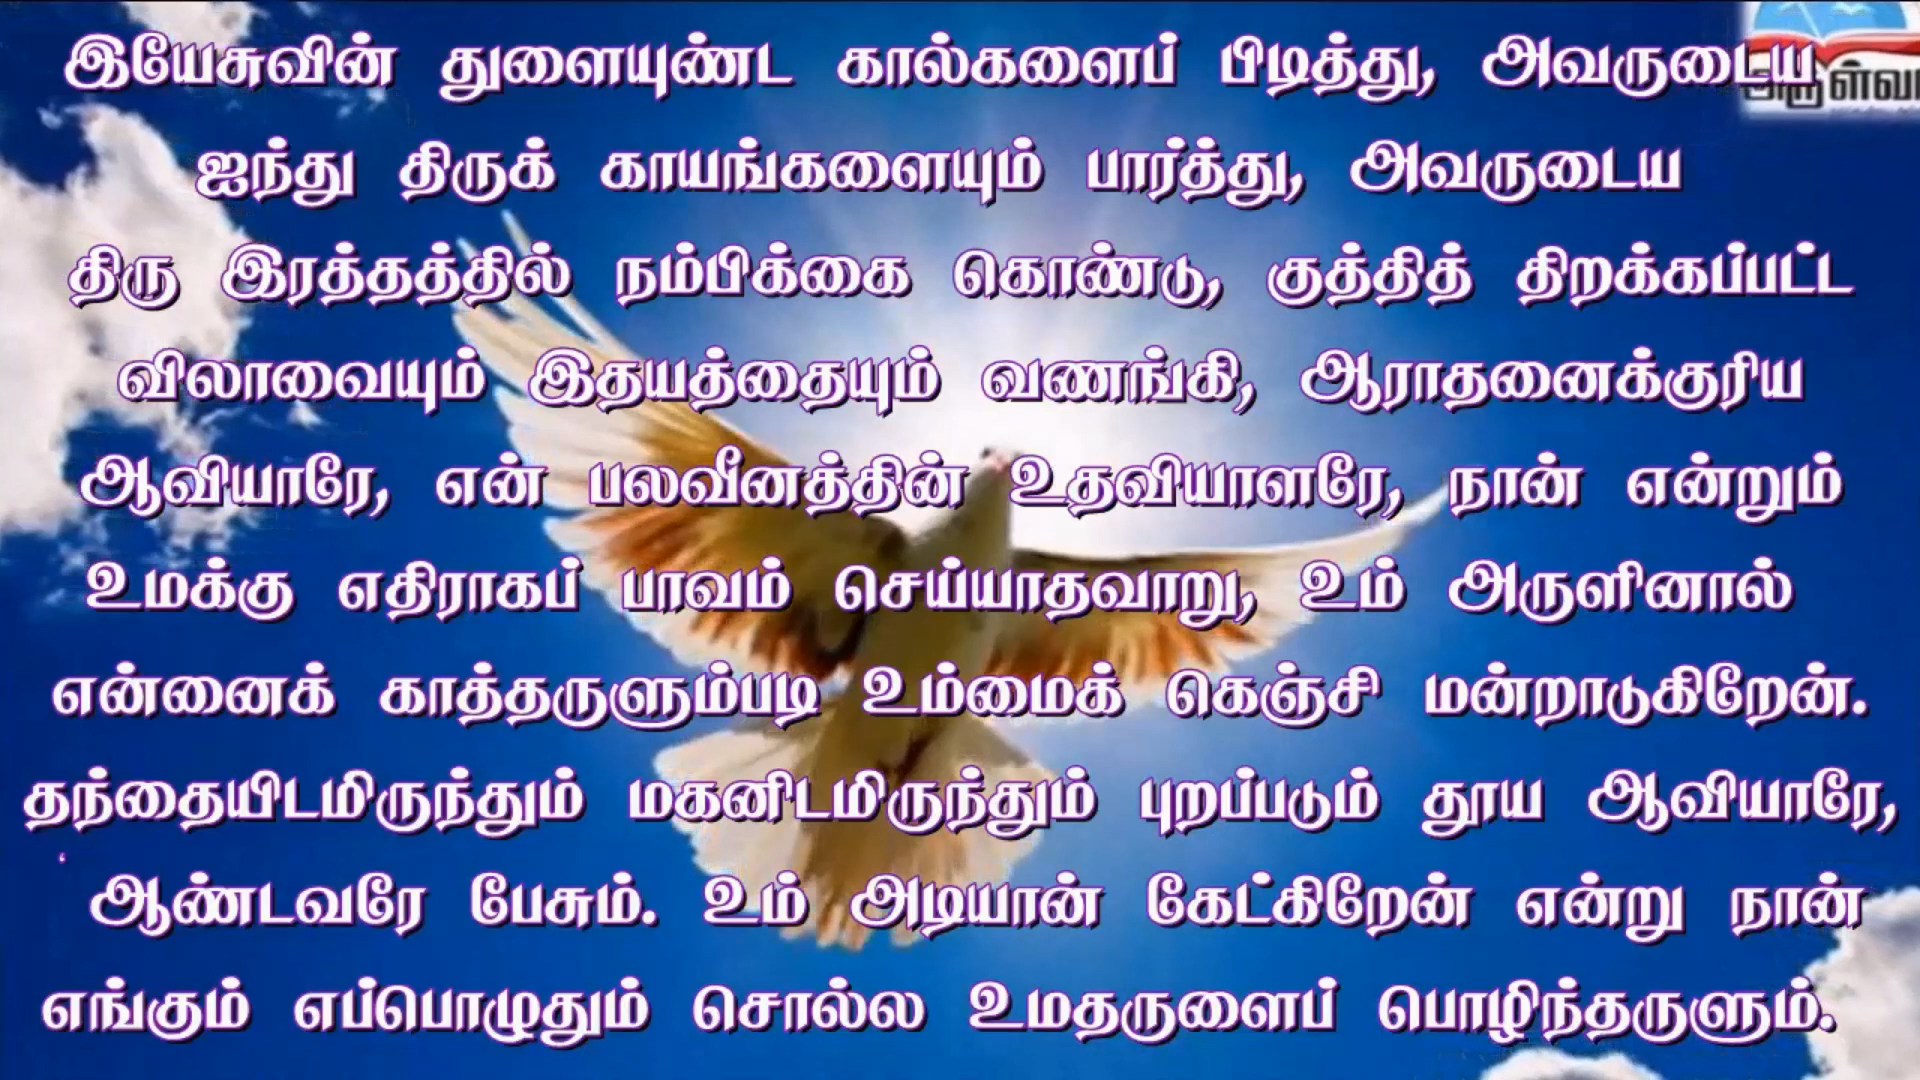 இயேசுவின் துளையுண்ட கால்களைப் பிடித்து, அவருடைய
ஐந்து திருக் காயங்களையும் பார்த்து, அவருடைய
திரு இரத்தத்தில் நம்பிக்கை கொண்டு, குத்தித் திறக்கப்பட்ட
விலாவையும் இதயத்தையும் வணங்கி, ஆராதனைக்குரிய
ஆவியாரே, என் பலவீனத்தின் உதவியாளரே, நான் என்றும்
உமக்கு எதிராகப் பாவம் செய்யாதவாறு, உம் அருளினால்
என்னைக் காத்தருளும்படி உம்மைக் கெஞ்சி மன்றாடுகிறேன்.
தந்தையிடமிருந்தும் மகனிடமிருந்தும் புறப்படும் தூய ஆவியாரே,
‘ ஆண்டவரே பேசும். உம் அடியான் கேட்கிறேன் என்று நான்
எங்கும் எப்பொழுதும் சொல்ல உமதருளைப் பொழிந்தருளும்.